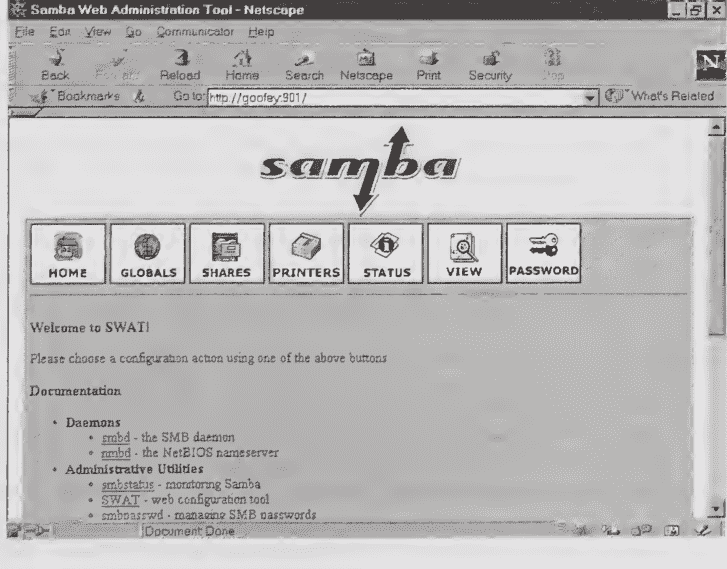 Samba Web Administration Tool - Netscape
File Edit View Go Communicator Help
Back Forward Reload Home Search Netscape Print Security Stop
Bookmarks Go to: http://goofey:901/ What's Related
samba
HOME GLOBALS SHARES PRINTERS STATUS VIEW PASSWORD
Welcome to SWAT!
Please choose a configuration action using one of the above buttons
Documentation
• Daemons
• smbd - the SMB daemon
• nmbd - the NetBIOS nameserver
• Administrative Utilities
• smbstatus - monitoring Samba
• SWAT - web configuration tool
• smbpasswd - managing SMB passwords
Document Done